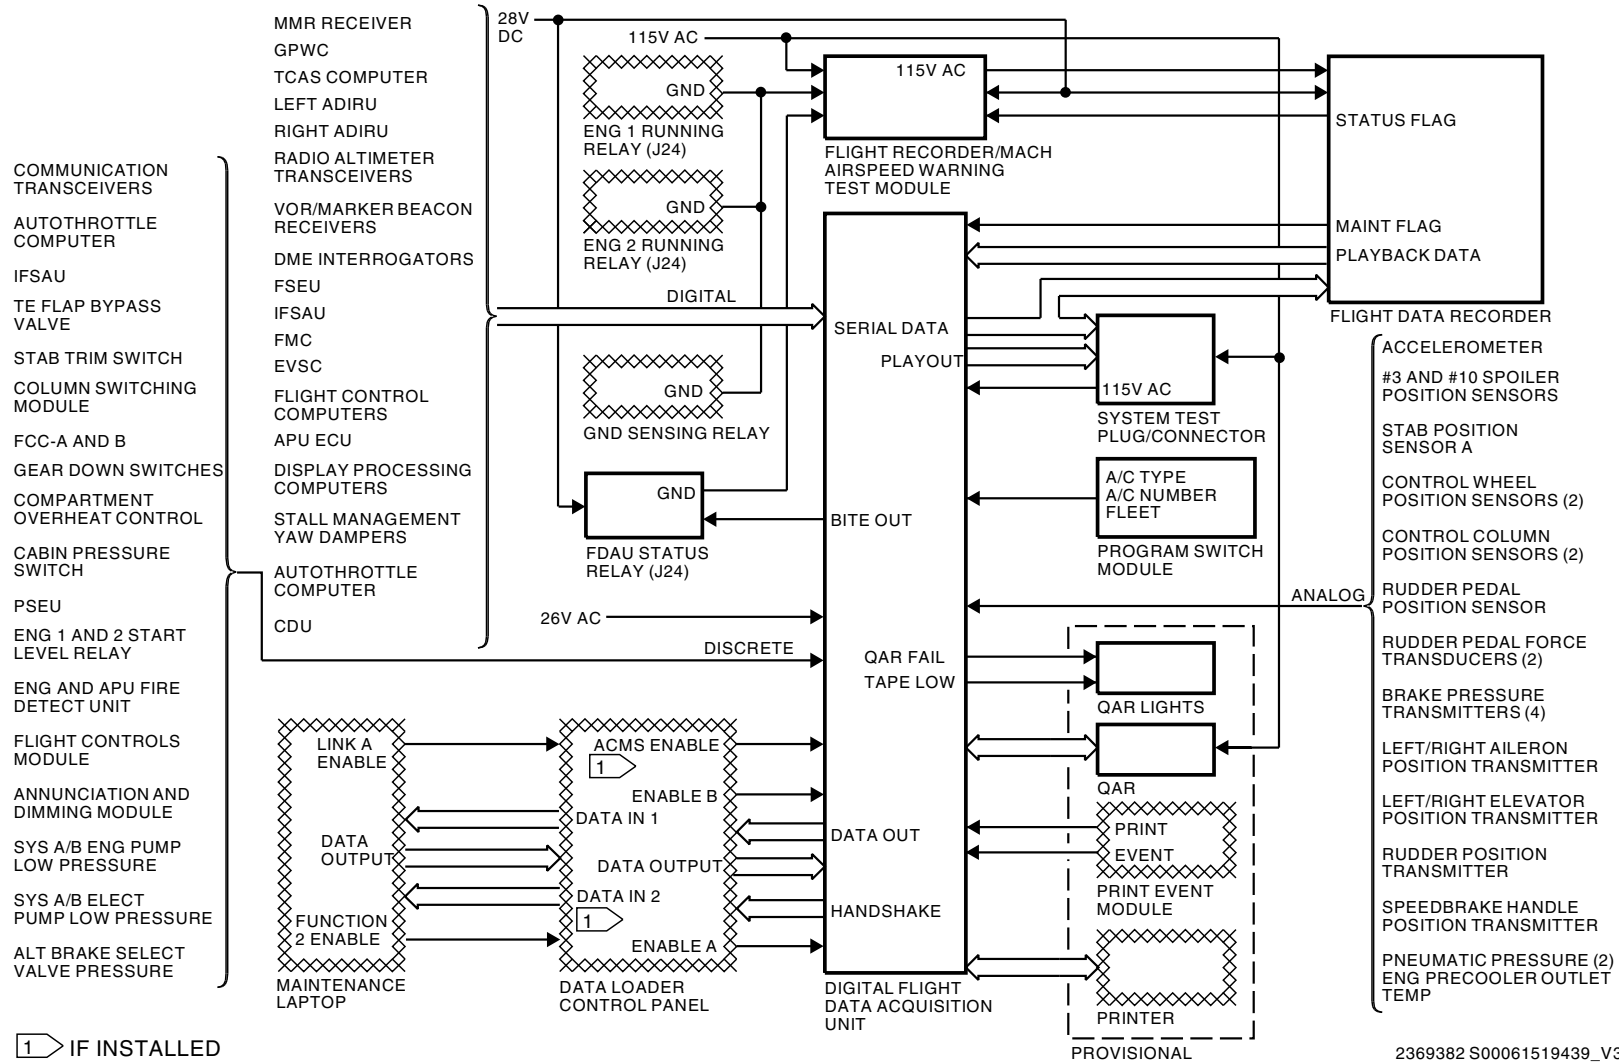 COMMUNICATION
TRANSCEIVERS
AUTOTHROTTLE
COMPUTER
IFSAU
TE FLAP BYPASS
VALVE
STAB TRIM SWITCH
COLUMN SWITCHING
MODULE
FCC-A AND B
GEAR DOWN SWITCHES
COMPARTMENT
OVERHEAT CONTROL
CABIN PRESSURE
SWITCH
PSEU
ENG 1 AND 2 START
LEVEL RELAY
ENG AND APU FIRE
DETECT UNIT
FLIGHT CONTROLS
MODULE
ANNUNCIATION AND
DIMMING MODULE
SYS A/B ENG PUMP
LOW PRESSURE
SYS A/B ELECT
PUMP LOW PRESSURE
ALT BRAKE SELECT
VALVE PRESSURE
MMR RECEIVER
GPWC
TCAS COMPUTER
LEFT ADIRU
RIGHT ADIRU
RADIO ALTIMETER
TRANSCEIVERS
VOR/MARKER BEACON
RECEIVERS
DME INTERROGATORS
FSEU
IFSAU
FMC
EVSC
FLIGHT CONTROL
COMPUTERS
APU ECU
DISPLAY PROCESSING
COMPUTERS
STALL MANAGEMENT
YAW DAMPERS
AUTOTHROTTLE
COMPUTER
CDU
28V
DC
115V AC
GND
ENG 1 RUNNING
RELAY (J24)
GND
ENG 2 RUNNING
RELAY (J24)
DIGITAL
GND
GND SENSING RELAY
GND
FDAU STATUS
RELAY (J24)
26V AC
DISCRETE
115V AC
FLIGHT RECORDER/MACH
AIRSPEED WARNING
TEST MODULE
STATUS FLAG
MAINT FLAG
PLAYBACK DATA
FLIGHT DATA RECORDER
SERIAL DATA
PLAYOUT
BITE OUT
QAR FAIL
TAPE LOW
DATA OUT
HANDSHAKE
DIGITAL FLIGHT
DATA ACQUISITION
UNIT
115V AC
SYSTEM TEST
PLUG/CONNECTOR
A/C TYPE
A/C NUMBER
FLEET
PROGRAM SWITCH
MODULE
ANALOG
QAR LIGHTS
QAR
PRINT
EVENT
PRINT EVENT
MODULE
PRINTER
PROVISIONAL
LINK A
ENABLE
DATA
OUTPUT
FUNCTION
2 ENABLE
MAINTENANCE
LAPTOP
ACMS ENABLE
1
ENABLE B
DATA IN 1
DATA OUTPUT
DATA IN 2
1
ENABLE A
DATA LOADER
CONTROL PANEL
ACCELEROMETER
#3 AND #10 SPOILER
POSITION SENSORS
STAB POSITION
SENSOR A
CONTROL WHEEL
POSITION SENSORS (2)
CONTROL COLUMN
POSITION SENSORS (2)
RUDDER PEDAL
POSITION SENSOR
RUDDER PEDAL FORCE
TRANSDUCERS (2)
BRAKE PRESSURE
TRANSMITTERS (4)
LEFT/RIGHT AILERON
POSITION TRANSMITTER
LEFT/RIGHT ELEVATOR
POSITION TRANSMITTER
RUDDER POSITION
TRANSMITTER
SPEEDBRAKE HANDLE
POSITION TRANSMITTER
PNEUMATIC PRESSURE (2)
ENG PRECOOLER OUTLET
TEMP
1 IF INSTALLED
2369382 S00061519439_V3